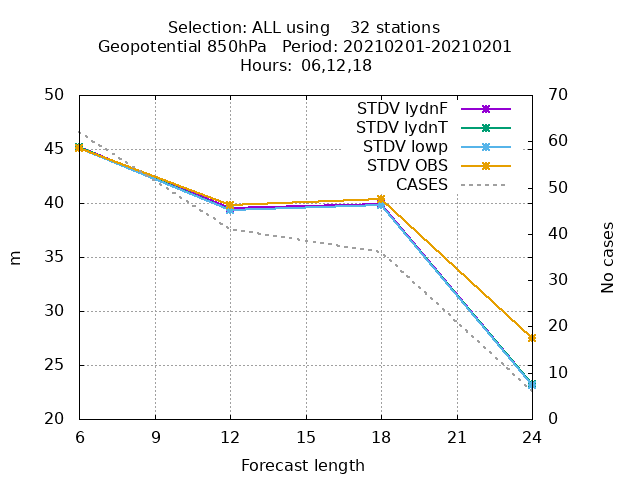 Selection: ALL using    32 stations
Geopotential 850hPa   Period: 20210201-20210201
Hours: 06,12,18
50
45
40
35
30
25
20
70
60
50
40
30
20
10
0
STDV lydnF
STDV lydnT
STDV lowp
STDV OBS
CASES
m
No cases
6 9 12 15 18 21 24
Forecast length